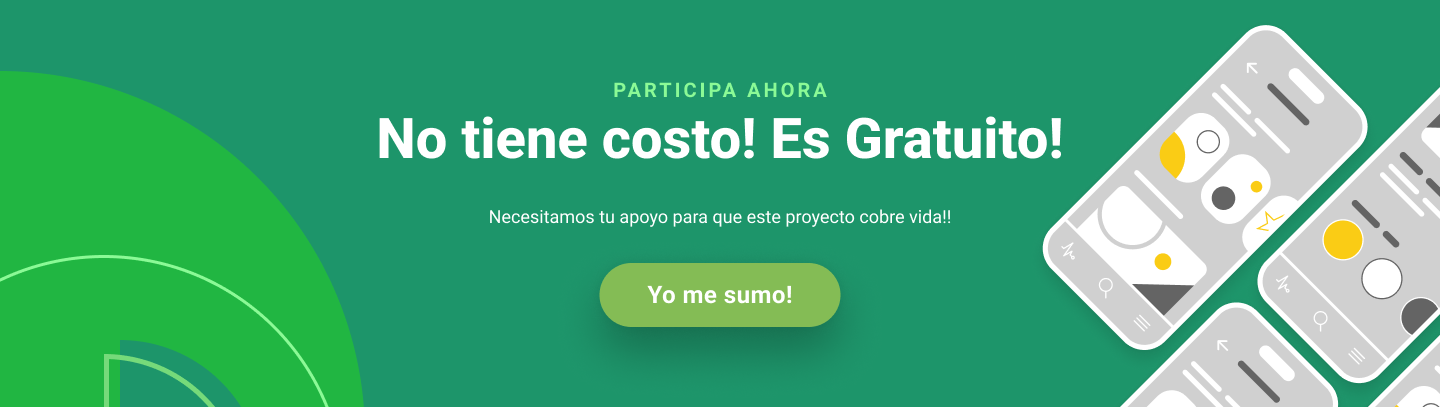 PARTICIPA AHORA
No tiene costo! Es Gratuito!
Necesitamos tu apoyo para que este proyecto cobre vida!!
Yo me sumo!